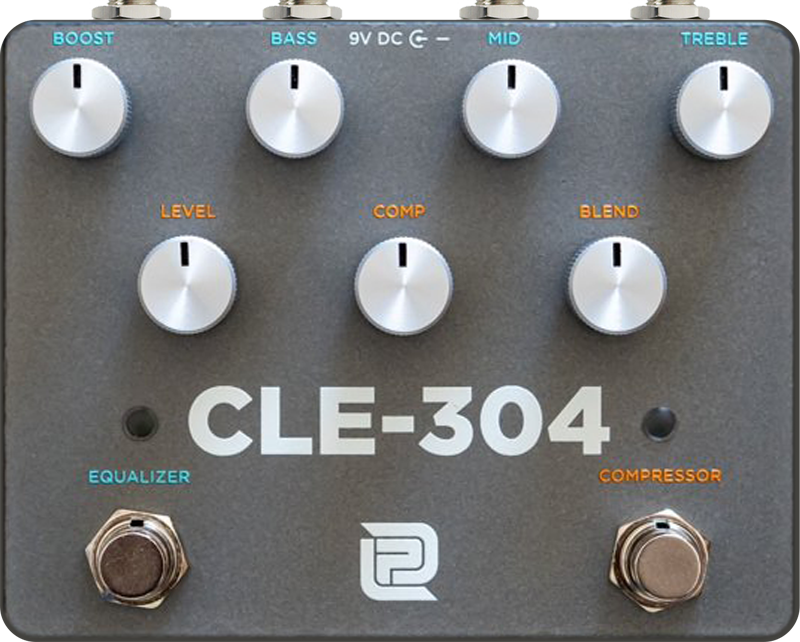 BOOST BASS 9V DC MID TREBLE
LEVEL COMP BLEND
CLE-304
EQUALIZER COMPRESSOR